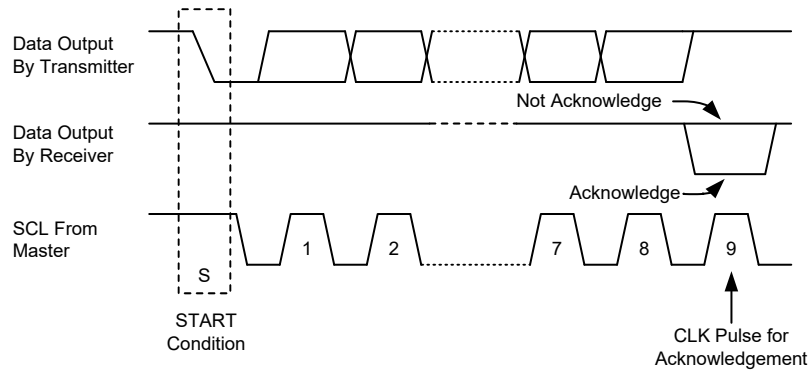 Data Output
By Transmitter
Not Acknowledge
Data Output
By Receiver
Acknowledge
SCL From
Master
1
2
7
8
9
S
START
Condition
CLK Pulse for
Acknowledgement